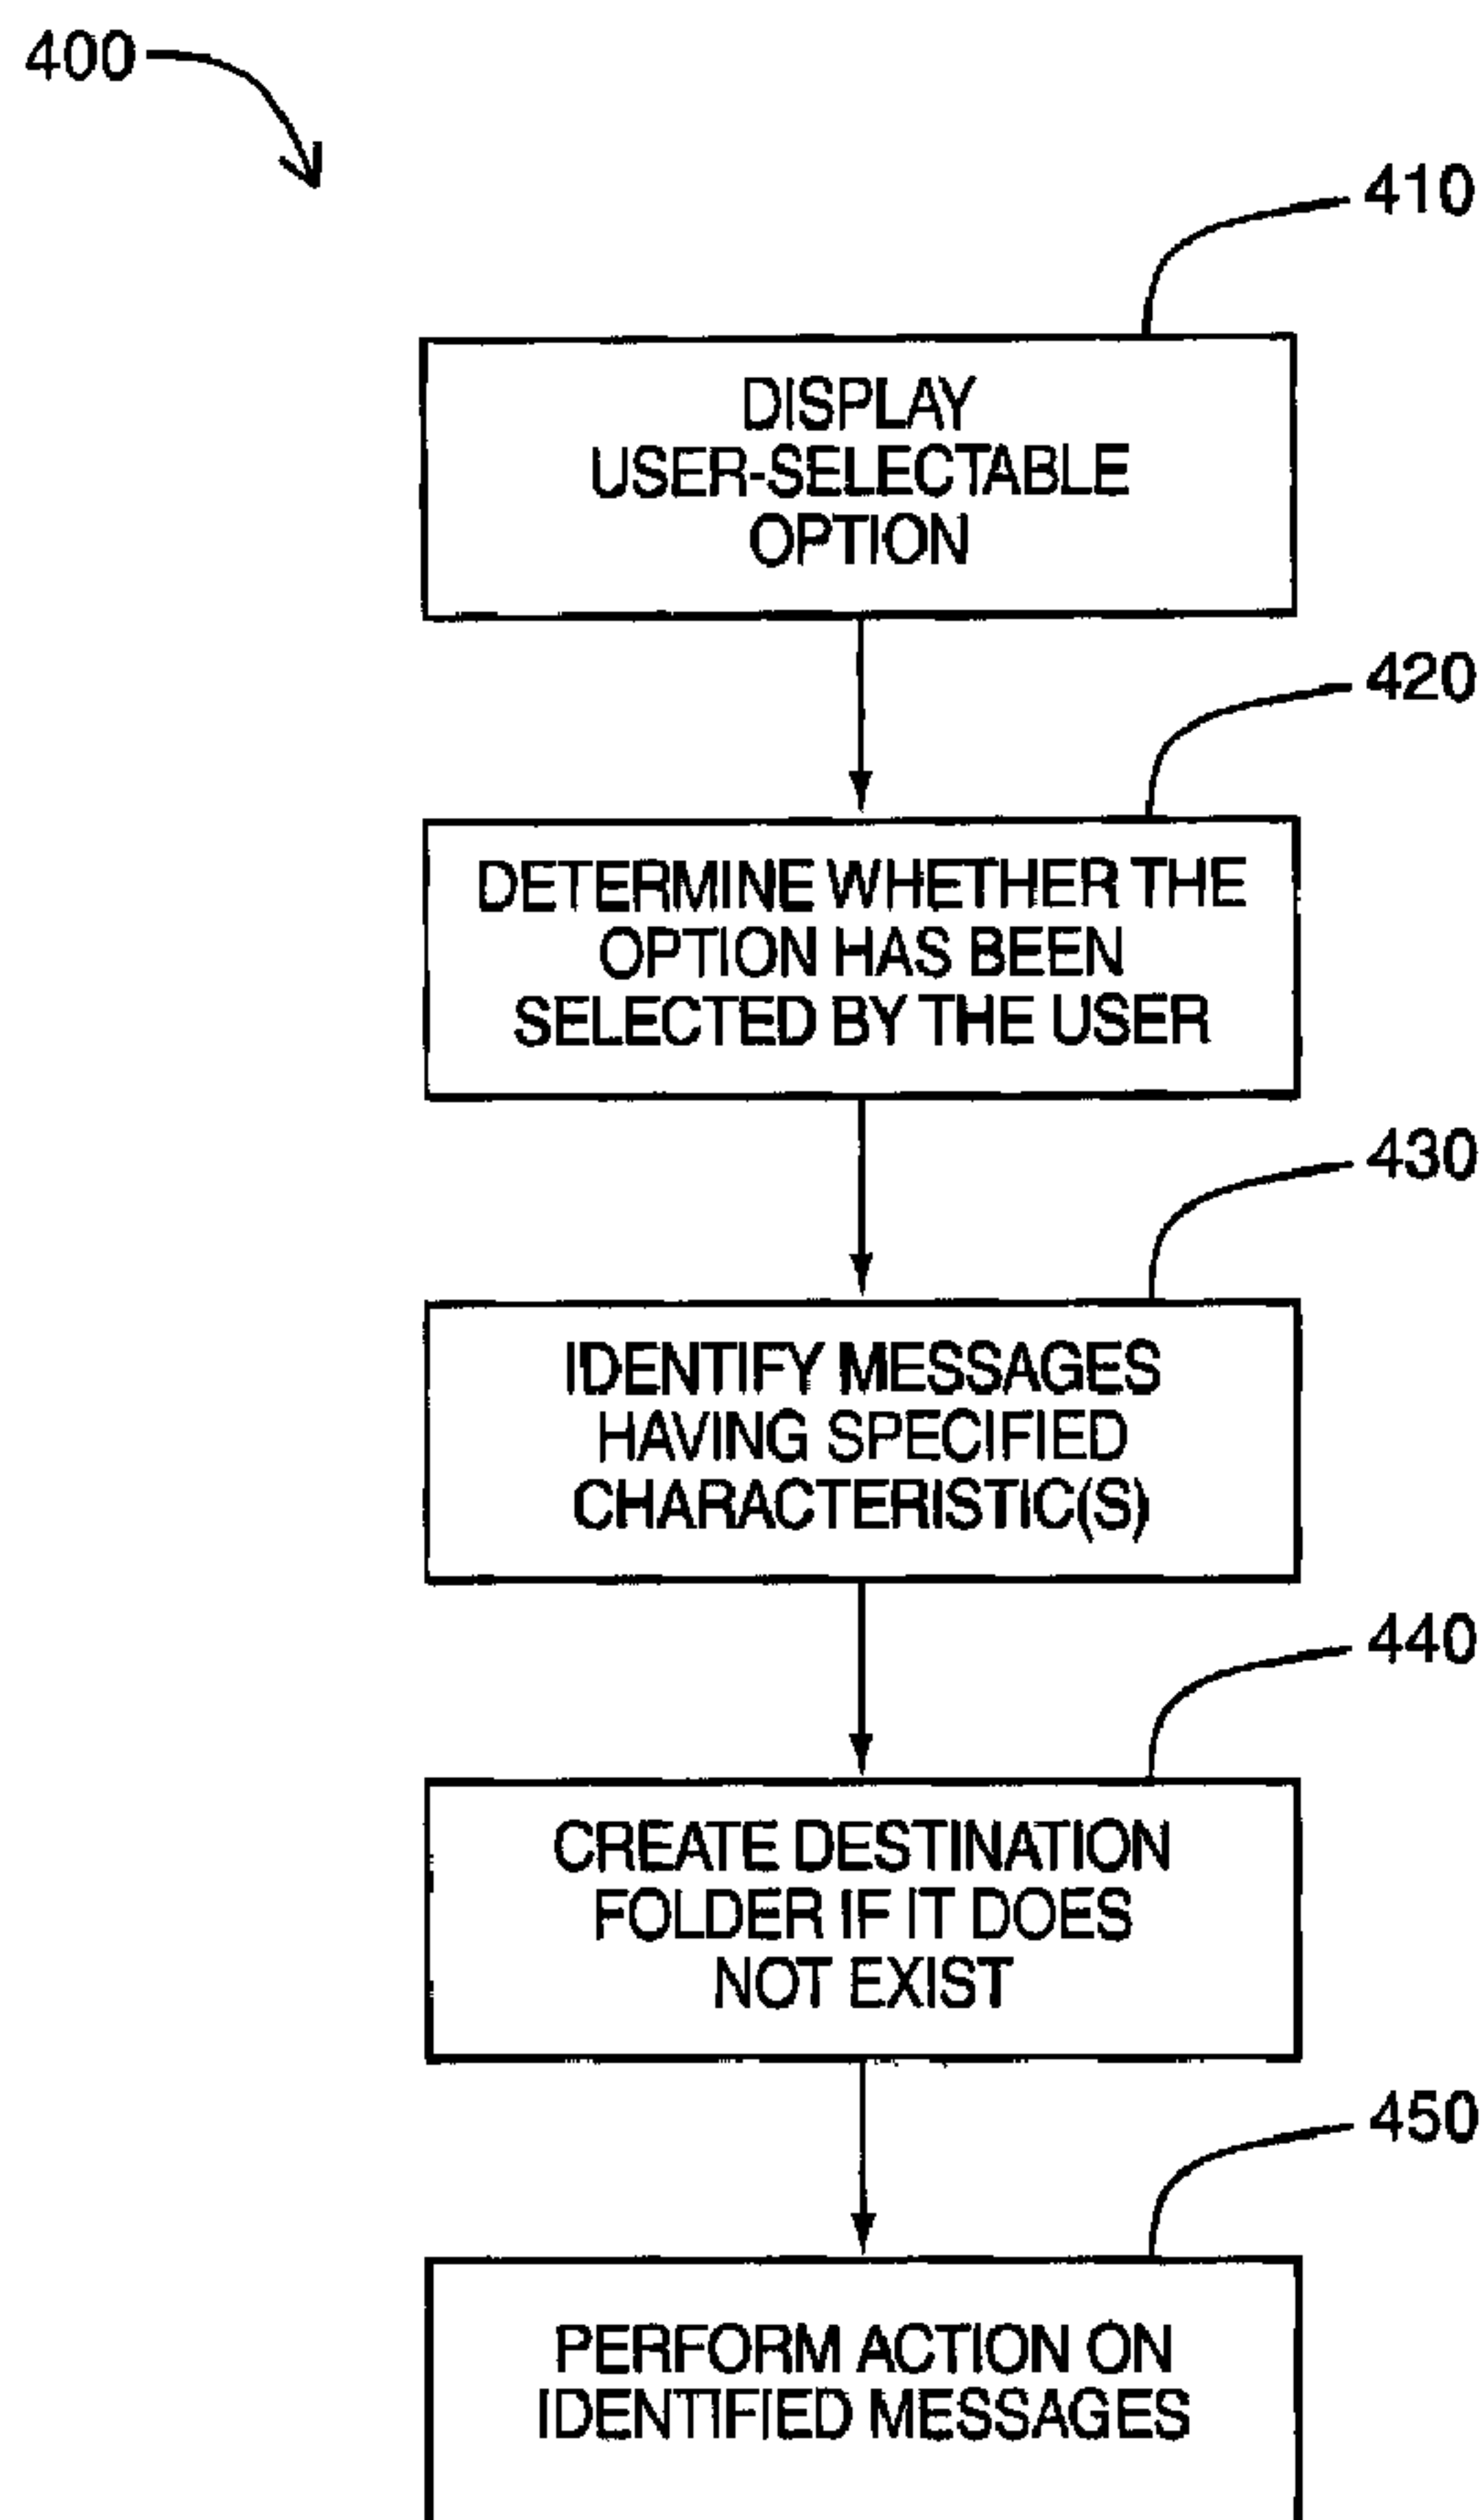 400
410
DISPLAY
USER-SELECTABLE
OPTION
420
DETERMINE WHETHER THE
OPTION HAS BEEN
SELECTED BY THE USER
430
IDENTIFY MESSAGES
HAVING SPECIFIED
CHARACTERISTIC(S)
440
CREATE DESTINATION
FOLDER IF IT DOES
NOT EXIST
450
PERFORM ACTION ON
IDENTFIED MESSAGES